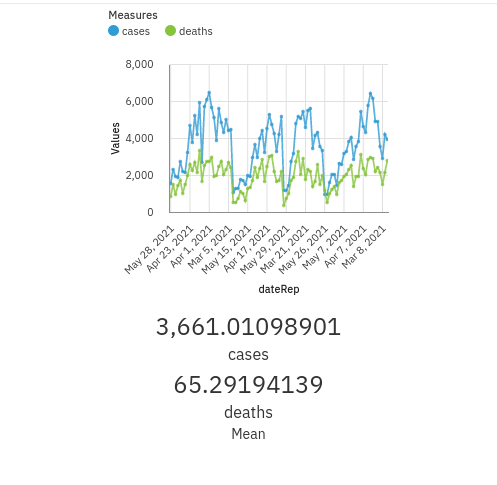 Measures
cases deaths
8,000
6,000
4,000
2,000
0
Values
May 28, 2021
Apr 23, 2021
Apr 1, 2021
Mar 5, 2021
May 15, 2021
Apr 17, 2021
May 29, 2021
Mar 21, 2021
May 26, 2021
May 7, 2021
Apr 7, 2021
Mar 8, 2021
dateRep
3,661.01098901
cases
65.29194139
deaths
Mean